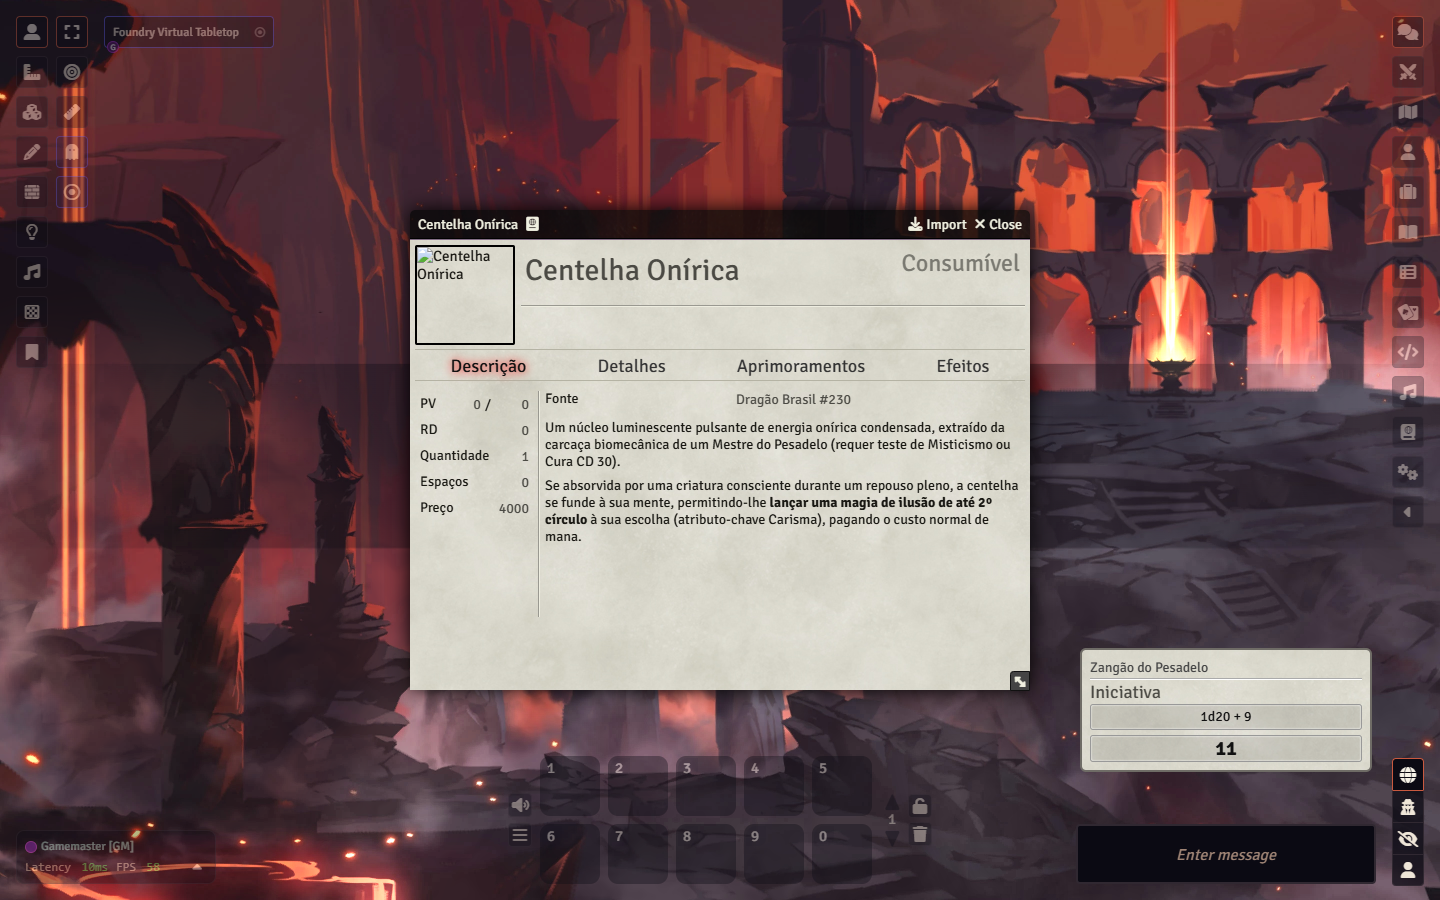 Foundry Virtual Tabletop
G
Centelha Onírica
Import
Close
Centelha Onírica
Centelha Onírica
Consumível
Descrição
Detalhes
Aprimoramentos
Efeitos
PV 0 / 0
RD 0
Quantidade 1
Espaços 0
Preço 4000
Fonte Dragão Brasil #230
Um núcleo luminescente pulsante de energia onírica condensada, extraído da
carcaça biomecânica de um Mestre do Pesadelo (requer teste de Misticismo ou
Cura CD 30).
Se absorvida por uma criatura consciente durante um repouso pleno, a centelha
se funde à sua mente, permitindo-lhe lançar uma magia de ilusão de até 2º
círculo à sua escolha (atributo-chave Carisma), pagando o custo normal de
mana.
Zangão do Pesadelo
Iniciativa
1d20 + 9
11
1 2 3 4 5
6 7 8 9 0
1
Gamemaster [GM]
Latency 10ms FPS 58
Enter message